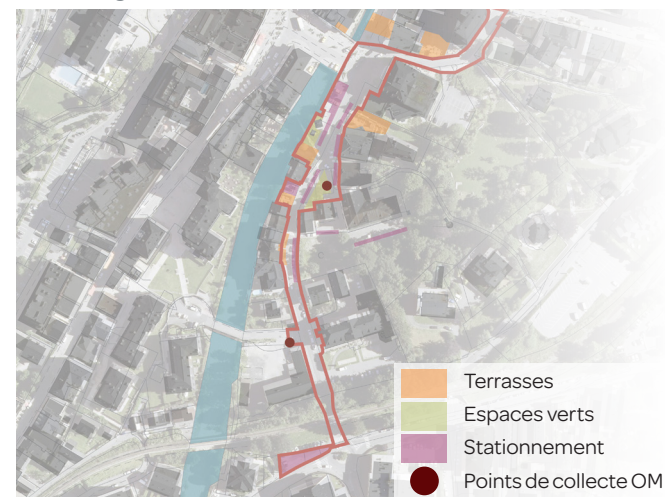 Terrasses
Espaces verts
Stationnement
Points de collecte OM